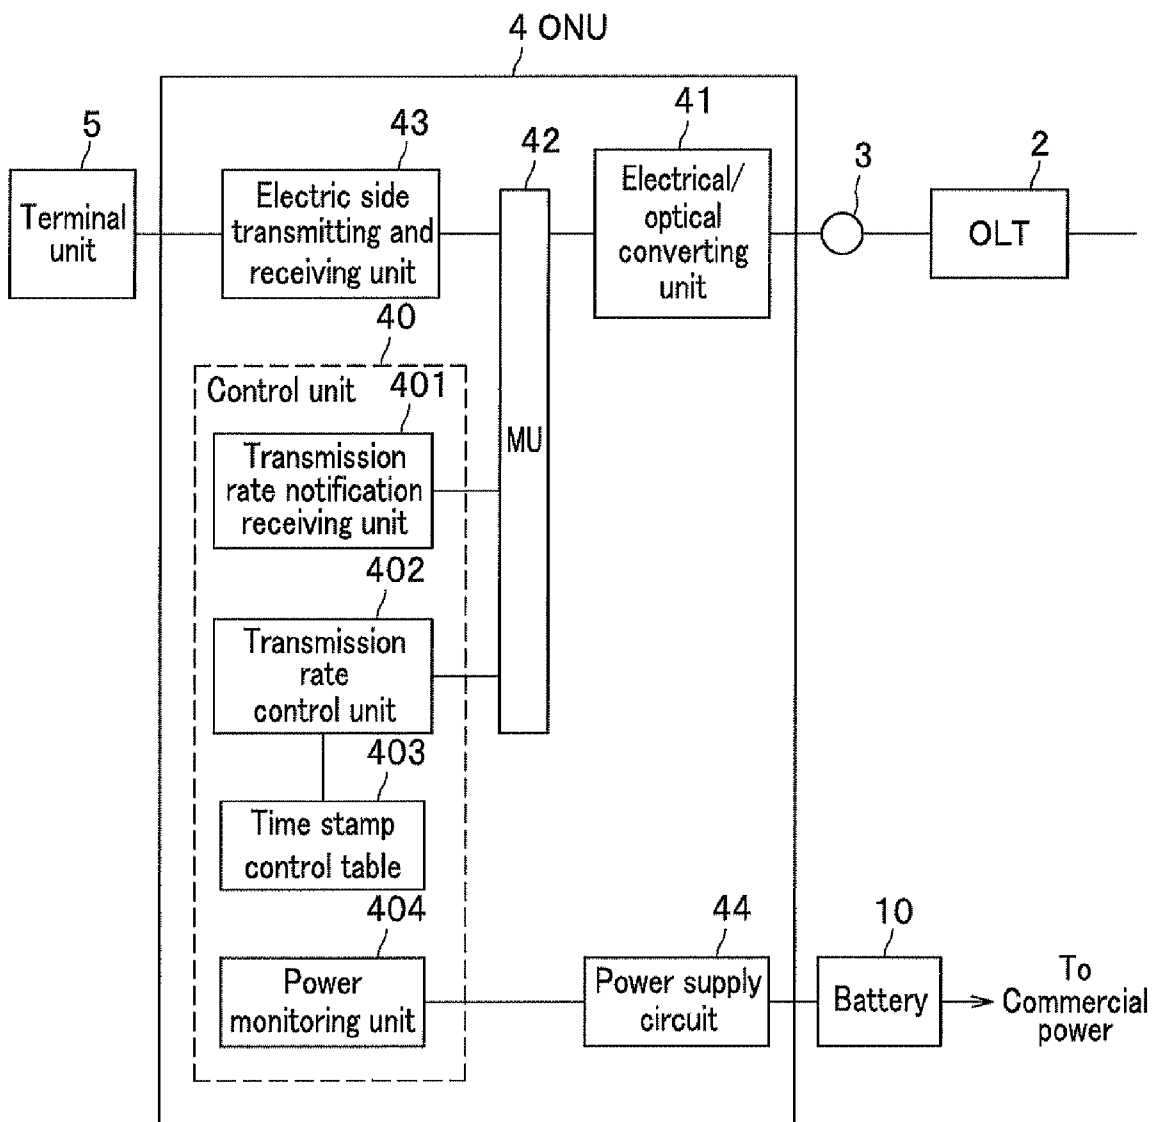 4 ONU
5
43
42
41
3
2
Terminal
unit
Electric side
transmitting and
receiving unit
Electrical/
optical
converting
unit
OLT
40
Control unit
401
Transmission
rate notification
receiving unit
MU
402
Transmission
rate
control unit
403
Time stamp
control table
404
Power
monitoring unit
44
Power supply
circuit
10
Battery
To
Commercial
power